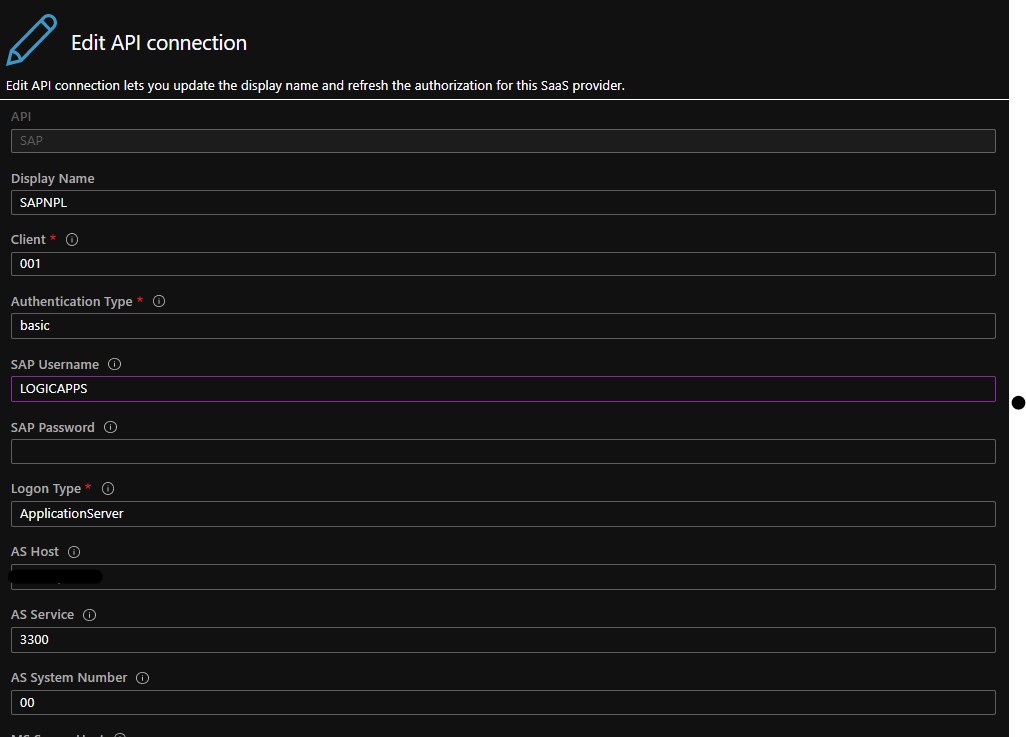 Edit API connection
Edit API connection lets you update the display name and refresh the authorization for this SaaS provider.
API
SAP
Display Name
SAPNPL
Client *
001
Authentication Type *
basic
SAP Username
LOGICAPPS
SAP Password
Logon Type *
ApplicationServer
AS Host
AS Service
3300
AS System Number
00